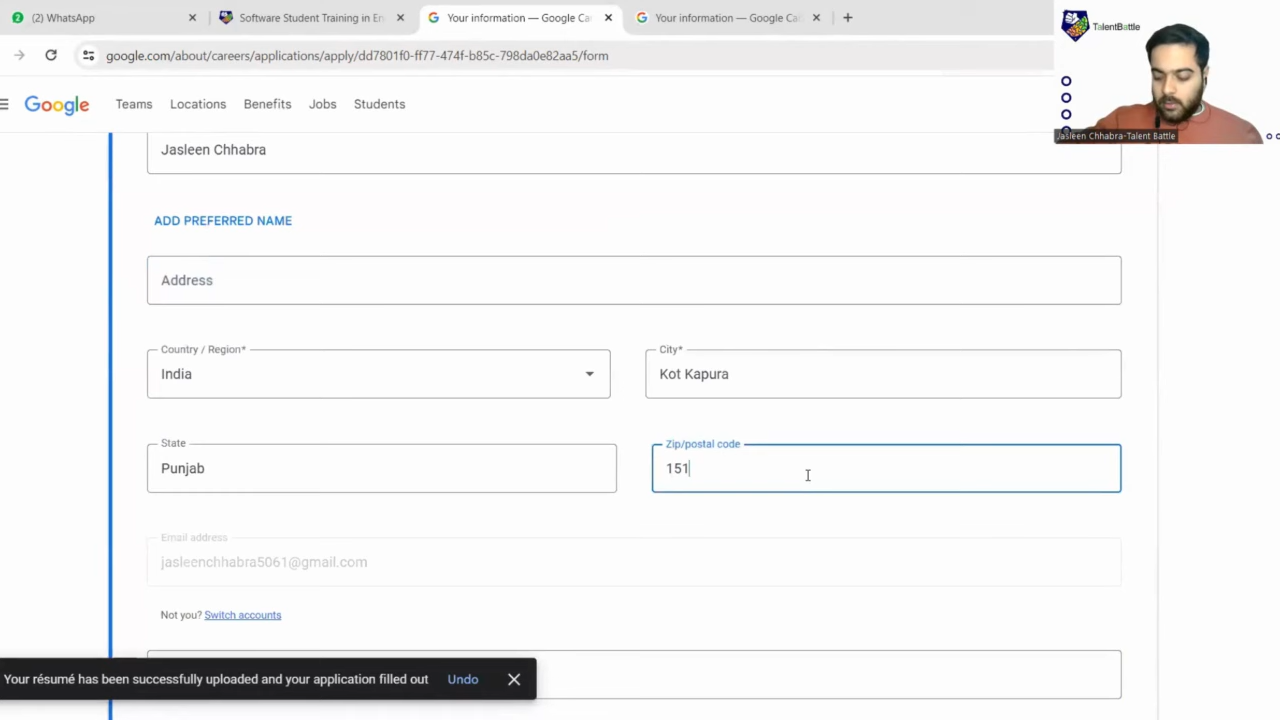 (2) WhatsApp
Software Student Training in En
Your information — Google Ca
Your information — Google Ca
TalentBattle
google.com/about/careers/applications/apply/dd7801f0-ff77-474f-b85c-798da0e82aa5/form
Google Teams Locations Benefits Jobs Students
Jasleen Chhabra-Talent Battle
Jasleen Chhabra
ADD PREFERRED NAME
Address
Country / Region*
India
City*
Kot Kapura
State
Punjab
Zip/postal code
151
Email address
jasleenchhabra5061@gmail.com
Not you? Switch accounts
Your résumé has been successfully uploaded and your application filled out Undo